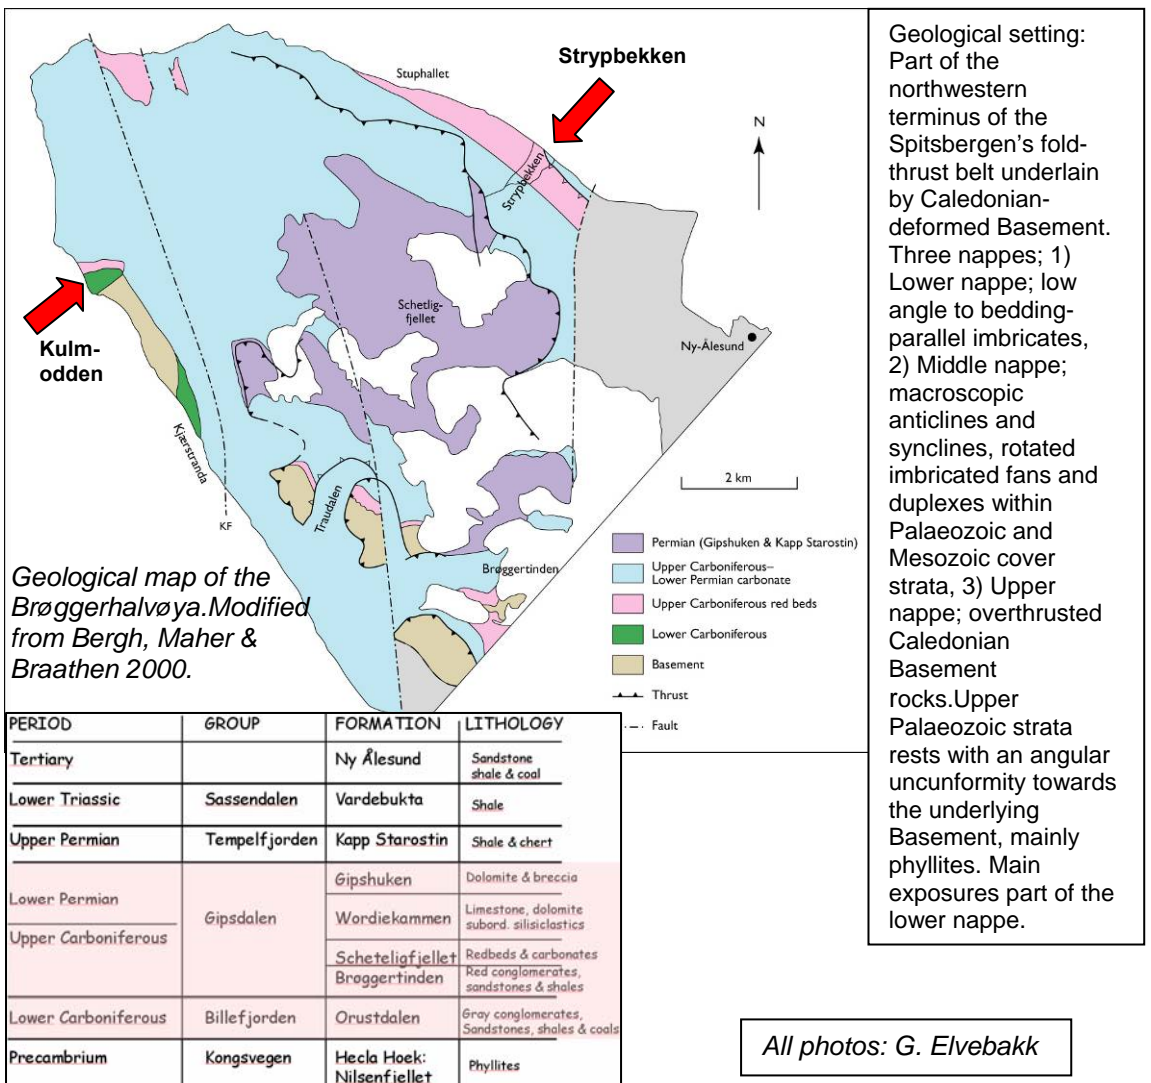 Strypbekken
Stuphallet
N
Strypbekken
Schetlig-
fjellet
Ny-Ålesund
Kulm-
odden
Kjærstranda
KF
Traudalen
Brøggertinden
2 km
Permian (Gipshuken & Kapp Starostin)
Upper Carboniferous–
Lower Permian carbonate
Upper Carboniferous red beds
Lower Carboniferous
Basement
Thrust
Fault
Geological map of the
Brøggerhalvøya.Modified
from Bergh, Maher &
Braathen 2000.
Geological setting:
Part of the
northwestern
terminus of the
Spitsbergen’s fold-
thrust belt underlain
by Caledonian-
deformed Basement.
Three nappes; 1)
Lower nappe; low
angle to bedding-
parallel imbricates,
2) Middle nappe;
macroscopic
anticlines and
synclines, rotated
imbricated fans and
duplexes within
Palaeozoic and
Mesozoic cover
strata, 3) Upper
nappe; overthrusted
Caledonian
Basement
rocks.Upper
Palaeozoic strata
rests with an angular
uncunformity towards
the underlying
Basement, mainly
phyllites. Main
exposures part of the
lower nappe.
PERIOD GROUP FORMATION LITHOLOGY
Tertiary Ny Ålesund Sandstone
shale & coal
Lower Triassic Sassendalen Vardebukta Shale
Upper Permian Tempelfjorden Kapp Starostin Shale & chert
Gipshuken Dolomite & breccia
Lower Permian
Gipsdalen Wordiekammen Limestone, dolomite
subord. silisiclastics
Upper Carboniferous
Scheteligfjellet Redbeds & carbonates
Brøggertinden Red conglomerates,
sandstones & shales
Lower Carboniferous Billefjorden Orustdalen Gray conglomerates,
Sandstones, shales & coals
Precambrium Kongsvegen Hecla Hoek:
Nilsenfjellet Phyllites
All photos: G. Elvebakk